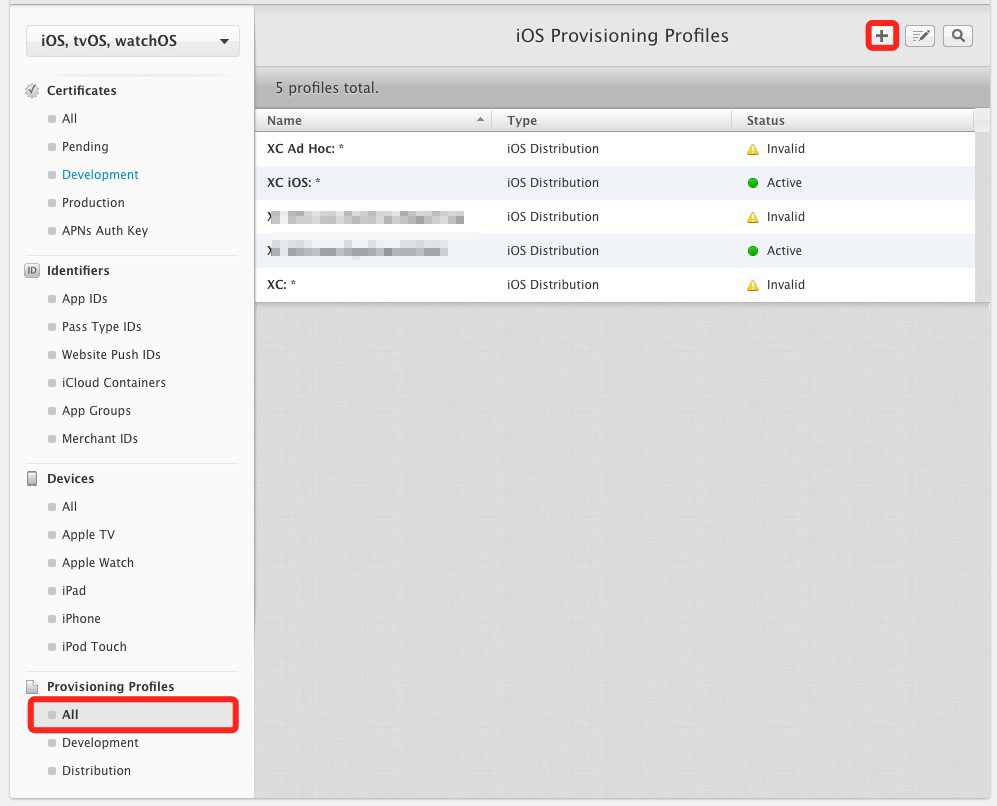 iOS, tvOS, watchOS
Certificates
All
Pending
Development
Production
APNs Auth Key
ID Identifiers
App IDs
Pass Type IDs
Website Push IDs
iCloud Containers
App Groups
Merchant IDs
Devices
All
Apple TV
Apple Watch
iPad
iPhone
iPod Touch
Provisioning Profiles
All
Development
Distribution
iOS Provisioning Profiles
5 profiles total.
Name Type Status
XC Ad Hoc: * iOS Distribution Invalid
XC iOS: * iOS Distribution Active
iOS Distribution Invalid
iOS Distribution Active
XC: * iOS Distribution Invalid